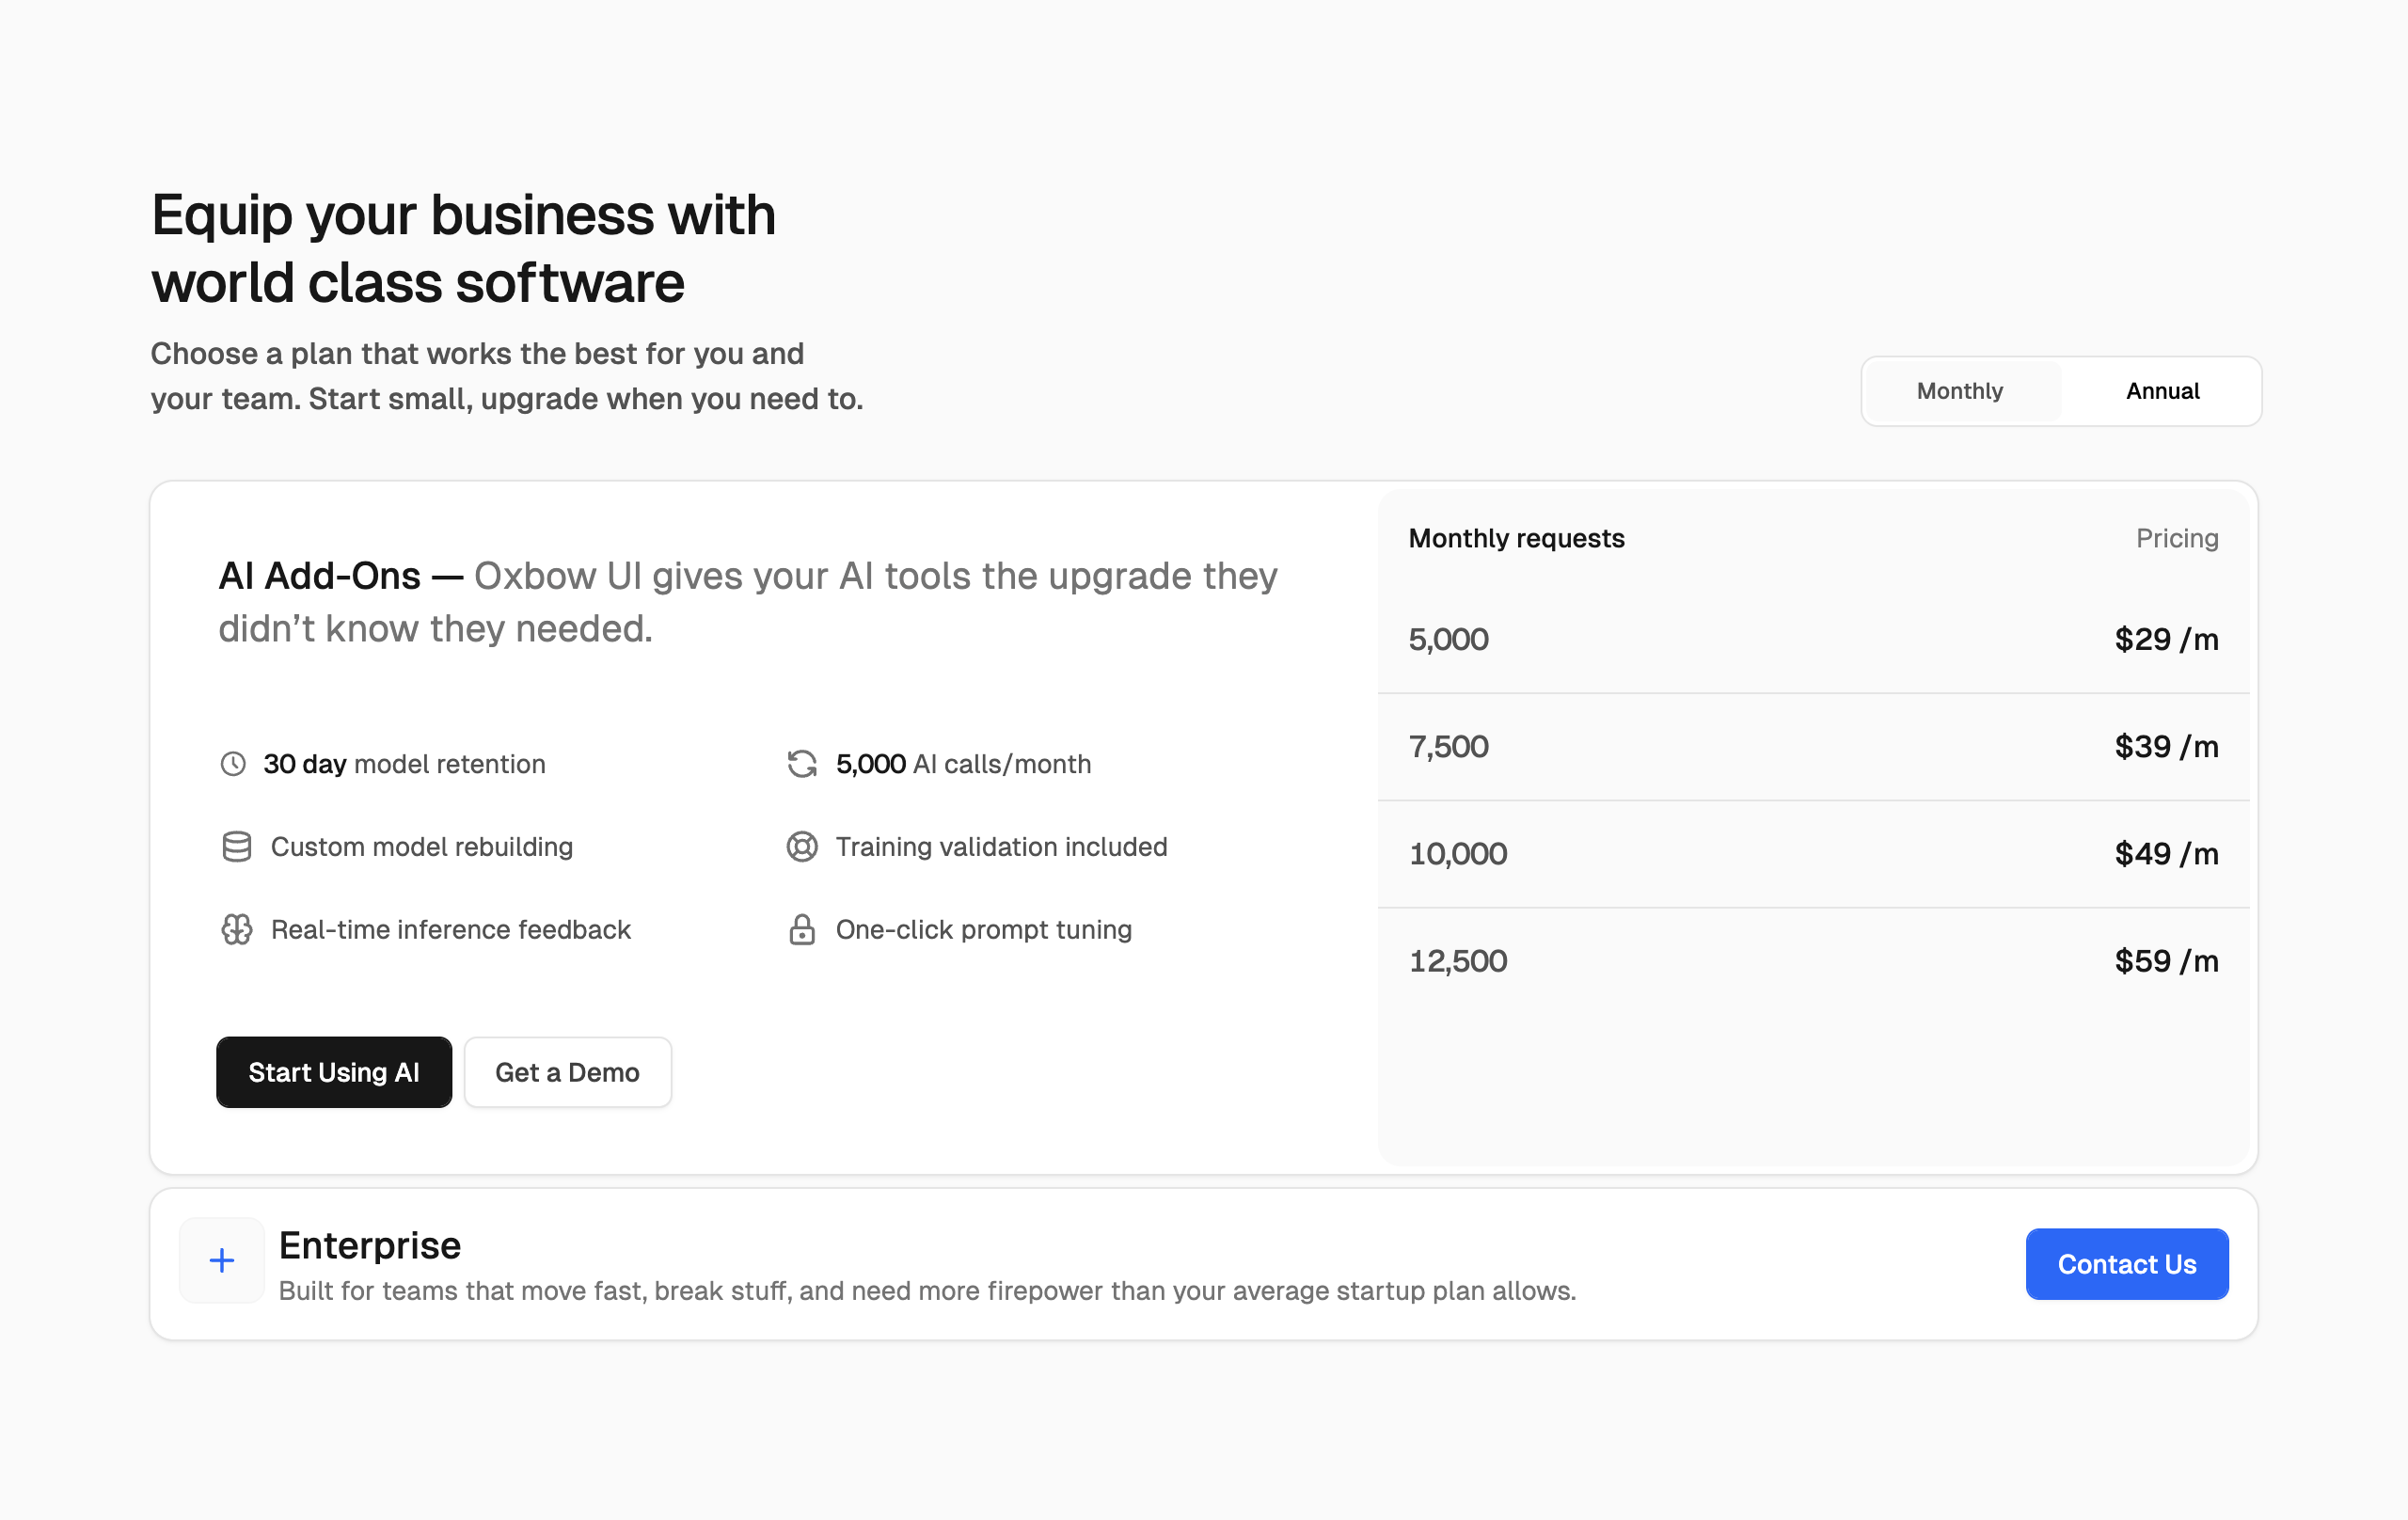 Equip your business with
world class software
Choose a plan that works the best for you and
your team. Start small, upgrade when you need to.
Monthly
Annual
AI Add-Ons — Oxbow UI gives your AI tools the upgrade they
didn’t know they needed.
30 day model retention
5,000 AI calls/month
Custom model rebuilding
Training validation included
Real-time inference feedback
One-click prompt tuning
Start Using AI
Get a Demo
Monthly requests
Pricing
5,000
$29 /m
7,500
$39 /m
10,000
$49 /m
12,500
$59 /m
Enterprise
Built for teams that move fast, break stuff, and need more firepower than your average startup plan allows.
Contact Us